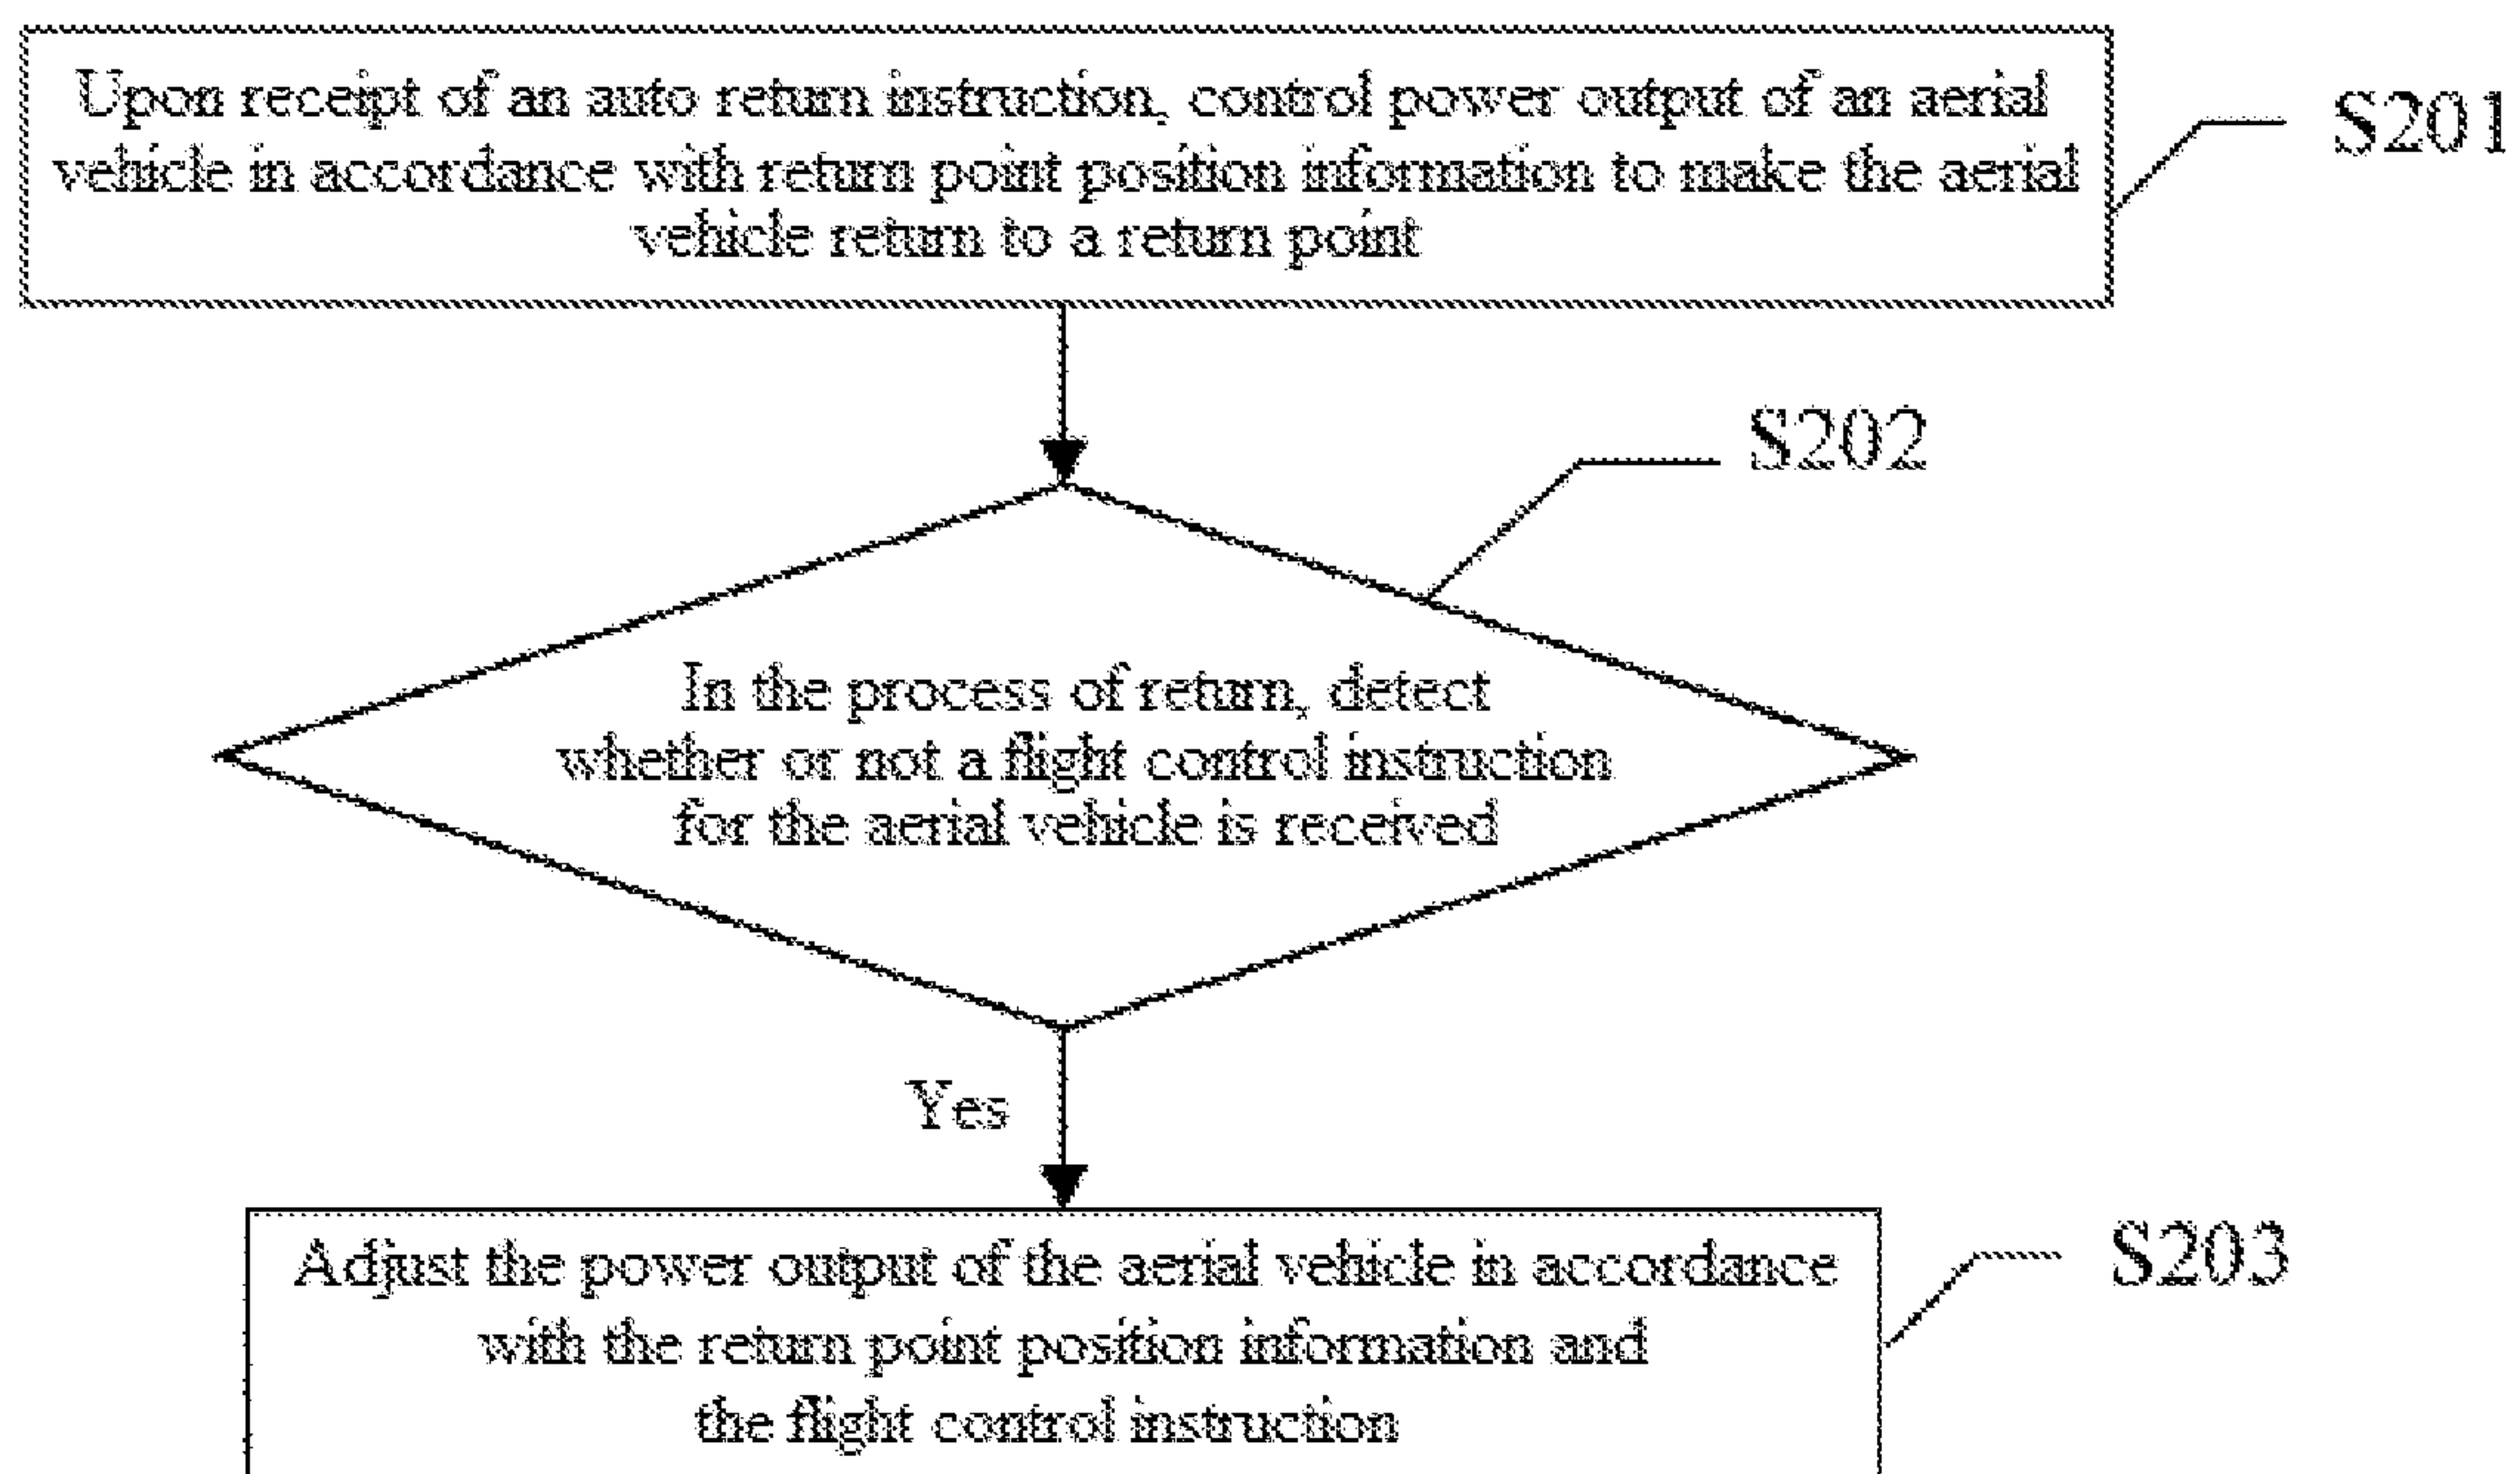 Upon receipt of an auto return instruction, control power output of an aerial
vehicle in accordance with return point position information to make the aerial
vehicle return to a return point
S201
S202
In the process of return, detect
whether or not a flight control instruction
for the aerial vehicle is received
Yes
Adjust the power output of the aerial vehicle in accordance
with the return point position information and
the flight control instruction
S203